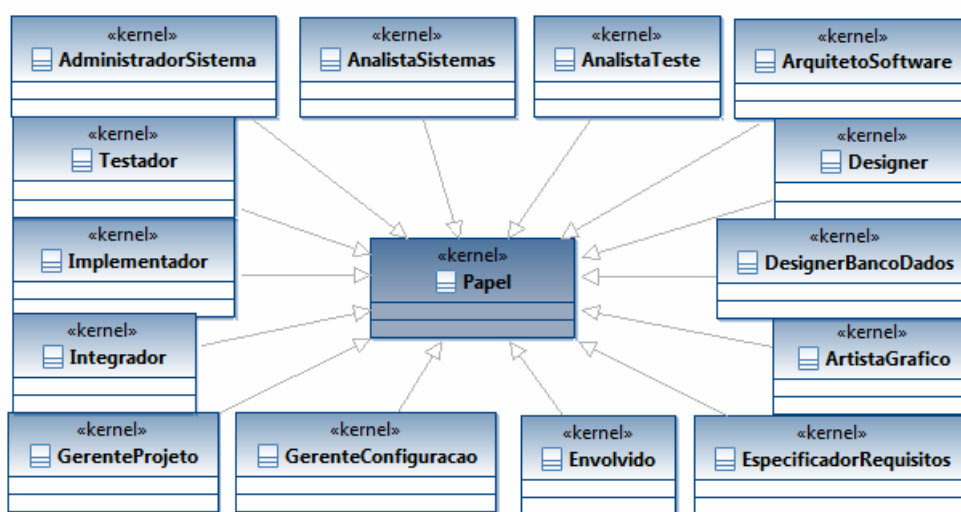 «kernel»
AdministradorSistema
«kernel»
AnalistaSistemas
«kernel»
AnalistaTeste
«kernel»
ArquitetoSoftware
«kernel»
Testador
«kernel»
Designer
«kernel»
Implementador
«kernel»
Papel
«kernel»
DesignerBancoDados
«kernel»
Integrador
«kernel»
ArtistaGrafico
«kernel»
GerenteProjeto
«kernel»
GerenteConfiguracao
«kernel»
Envolvido
«kernel»
EspecificadorRequisitos